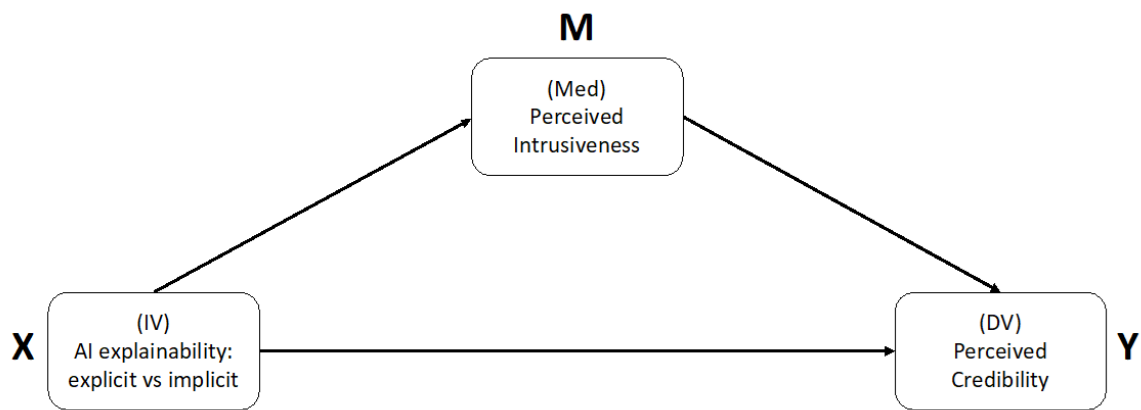 M
(Med)
Perceived
Intrusiveness
X
(IV)
AI explainability:
explicit vs implicit
(DV)
Perceived
Credibility
Y